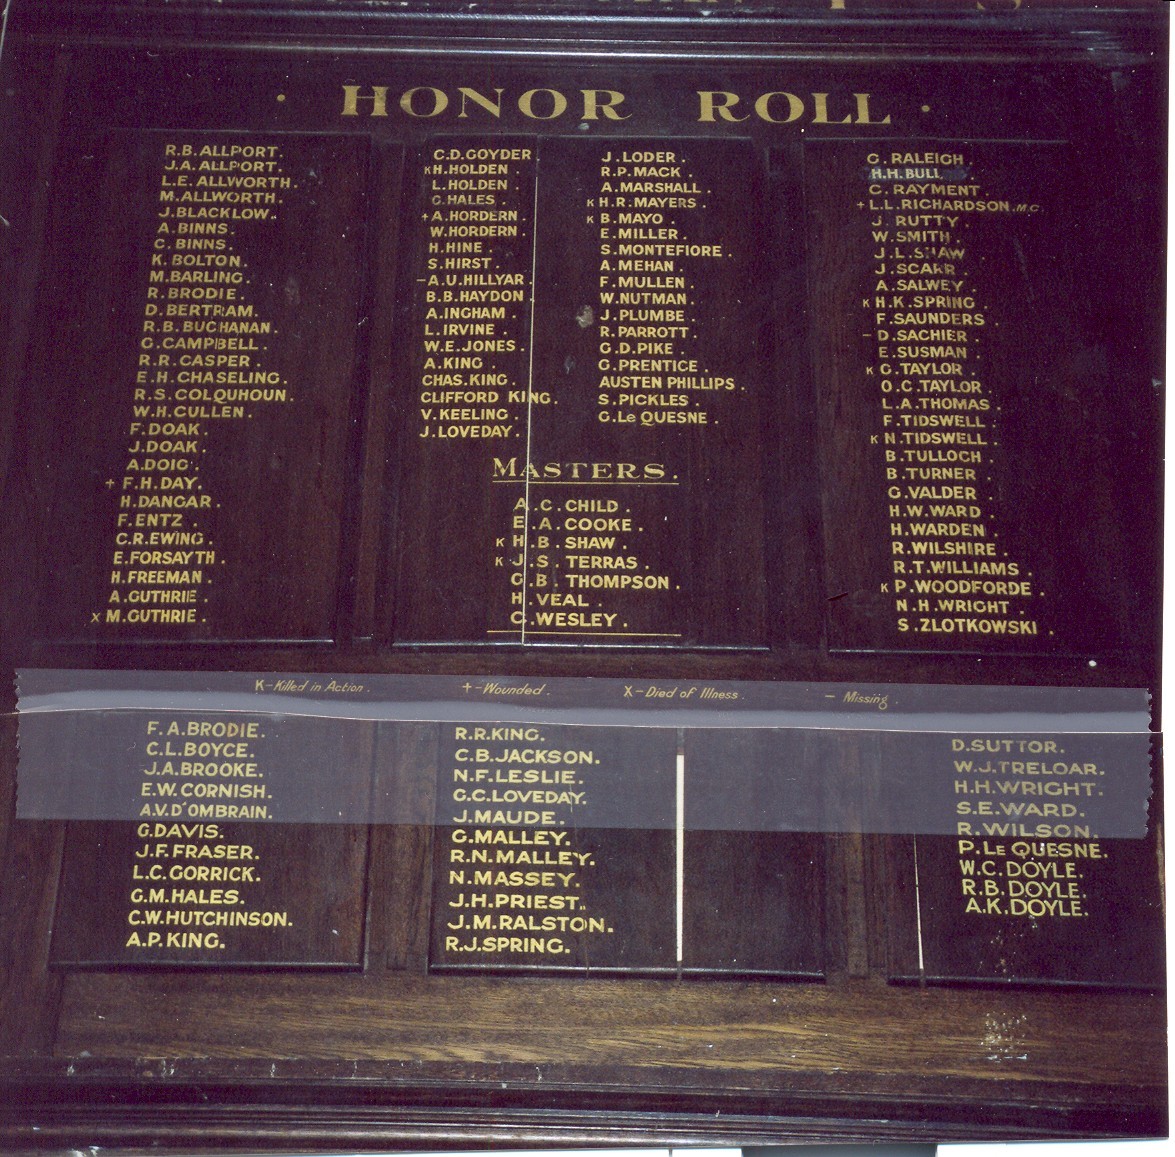 · HONOR ROLL ·
R.B.ALLPORT.
J.A.ALLPORT.
L.E.ALLWORTH.
M.ALLWORTH.
J.BLACKLOW.
A.BINNS.
C.BINNS.
K.BOLTON.
M.BARLING.
R.BRODIE.
D.BERTRAM.
R.B.BUCHANAN.
G.CAMPBELL.
R.R.CASPER.
E.H.CHASELING.
R.S.COLQUHOUN.
W.H.CULLEN.
F.DOAK.
J.DOAK.
A.DOIG.
+ F.H.DAY.
H.DANGAR.
F.ENTZ.
C.R.EWING.
E.FORSAYTH.
H.FREEMAN.
A.GUTHRIE.
X M.GUTHRIE.
C.D.GOYDER.
K H.HOLDEN.
L.HOLDEN.
G.HALES.
+ A.HORDERN.
W.HORDERN.
H.HINE.
S.HIRST.
- A.U.HILLYAR.
B.B.HAYDON
A.INGHAM.
L.IRVINE.
W.E.JONES.
A.KING.
CHAS.KING.
CLIFFORD KING.
V.KEELING.
J.LOVEDAY.
J.LODER.
R.P.MACK.
A.MARSHALL.
K H.R.MAYERS.
K B.MAYO.
E.MILLER.
S.MONTEFIORE.
A.MEHAN.
F.MULLEN.
W.NUTMAN.
J.PLUMBE.
R.PARROTT.
G.D.PIKE.
G.PRENTICE.
AUSTEN PHILLIPS.
S.PICKLES.
G.Le QUESNE.
MASTERS.
A.C.CHILD.
E.A.COOKE.
K H.B.SHAW.
K J.S.TERRAS.
G.B.THOMPSON.
H.VEAL.
C.WESLEY.
G.RALEIGH.
H.H.BULL
C.RAYMENT.
+ L.L.RICHARDSON.M.C.
J.RUTTY.
W.SMITH.
J.L.SHAW
J.SCARR.
A.SALWEY.
K H.K.SPRING.
F.SAUNDERS.
- D.SACHIER.
E.SUSMAN.
K G.TAYLOR.
O.C.TAYLOR.
L.A.THOMAS.
F.TIDSWELL.
K N.TIDSWELL.
B.TULLOCH.
B.TURNER.
G.VALDER.
H.W.WARD.
H.WARDEN.
R.WILSHIRE.
R.T.WILLIAMS.
K P.WOODFORDE.
N.H.WRIGHT.
S.ZLOTKOWSKI.
K-Killed in Action. +-Wounded. X-Died of Illness. - Missing.
F.A.BRODIE.
C.L.BOYCE.
J.A.BROOKE.
E.W.CORNISH.
A.V.D'OMBRAIN.
G.DAVIS.
J.F.FRASER.
L.C.GORRICK.
G.M.HALES.
C.W.HUTCHINSON.
A.P.KING.
R.R.KING.
C.B.JACKSON.
N.F.LESLIE.
G.C.LOVEDAY.
J.MAUDE.
G.MALLEY.
R.N.MALLEY.
N.MASSEY.
J.H.PRIEST.
J.M.RALSTON.
R.J.SPRING.
D.SUTTOR.
W.J.TRELOAR.
H.H.WRIGHT.
S.E.WARD.
R.WILSON.
P.Le QUESNE.
W.C.DOYLE.
R.B.DOYLE.
A.K.DOYLE.